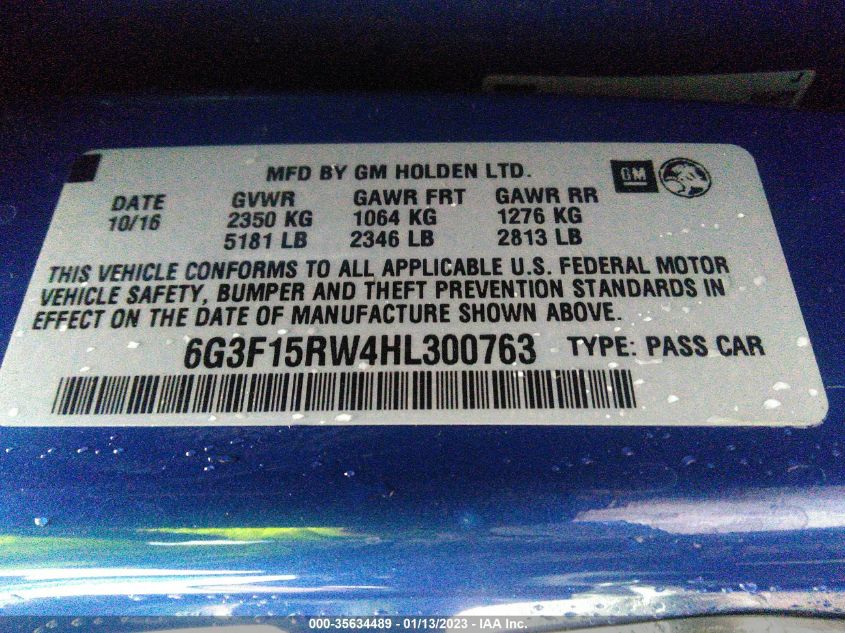 J
MFD BY GM HOLDEN LTD.
GM
DATE GVWR GAWR FRT GAWR RR
10/16 2350 KG 1064 KG 1276 KG
5181 LB 2346 LB 2813 LB
THIS VEHICLE CONFORMS TO ALL APPLICABLE U.S. FEDERAL MOTOR
VEHICLE SAFETY, BUMPER AND THEFT PREVENTION STANDARDS IN
EFFECT ON THE DATE OF MANUFACTURE SHOWN ABOVE.
6G3F15RW4HL300763 TYPE: PASS CAR
000-35634489 - 01/13/2023 - IAA Inc.